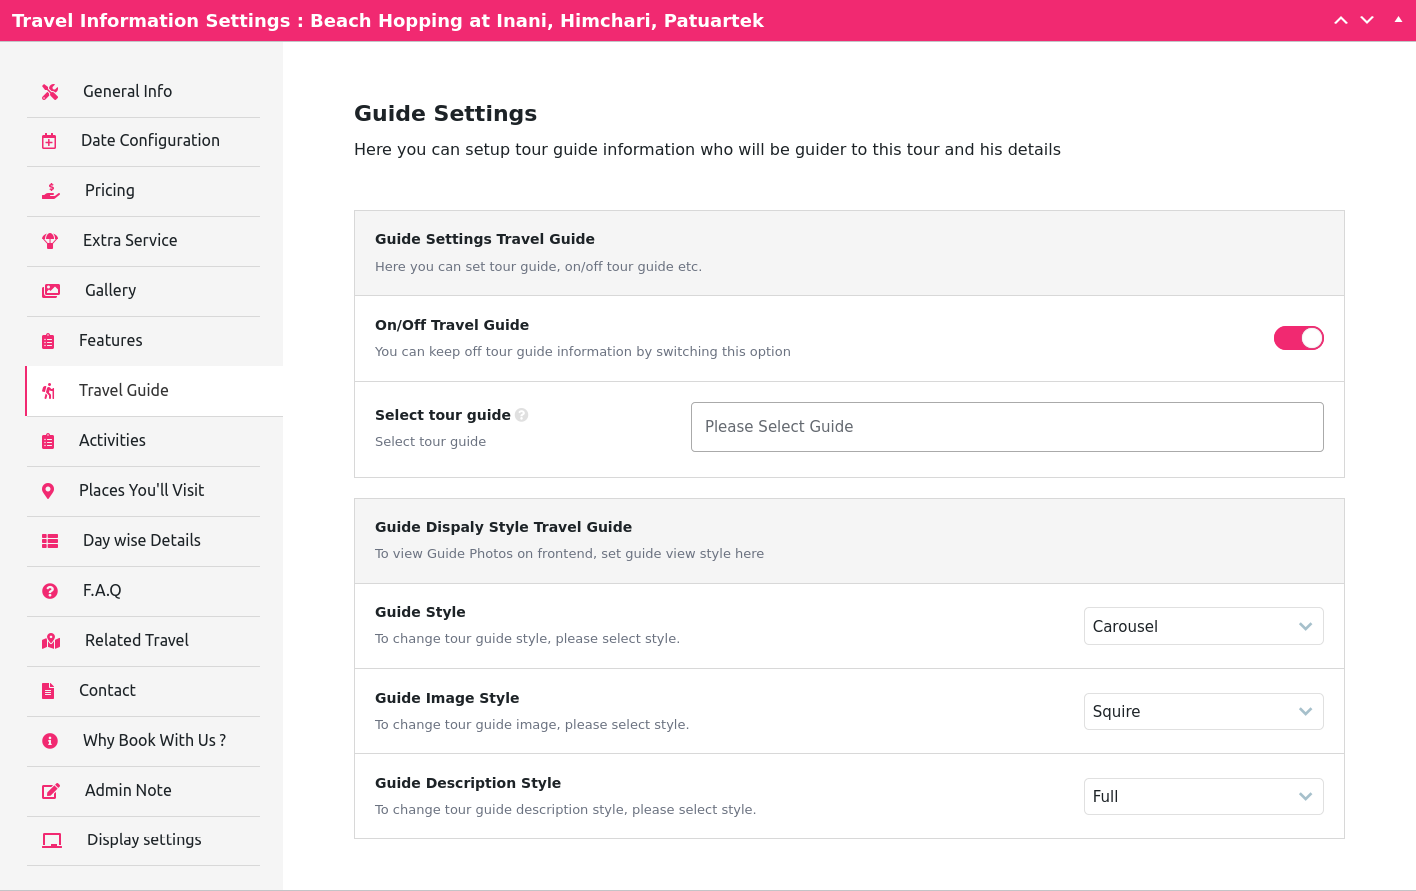 Travel Information Settings : Beach Hopping at Inani, Himchari, Patuartek
General Info
Date Configuration
Pricing
Extra Service
Gallery
Features
Travel Guide
Activities
Places You'll Visit
Day wise Details
F.A.Q
Related Travel
Contact
Why Book With Us ?
Admin Note
Display settings
Guide Settings
Here you can setup tour guide information who will be guider to this tour and his details
Guide Settings Travel Guide
Here you can set tour guide, on/off tour guide etc.
On/Off Travel Guide
You can keep off tour guide information by switching this option
Select tour guide ?
Select tour guide
Please Select Guide
Guide Dispaly Style Travel Guide
To view Guide Photos on frontend, set guide view style here
Guide Style
To change tour guide style, please select style.
Carousel
Guide Image Style
To change tour guide image, please select style.
Squire
Guide Description Style
To change tour guide description style, please select style.
Full